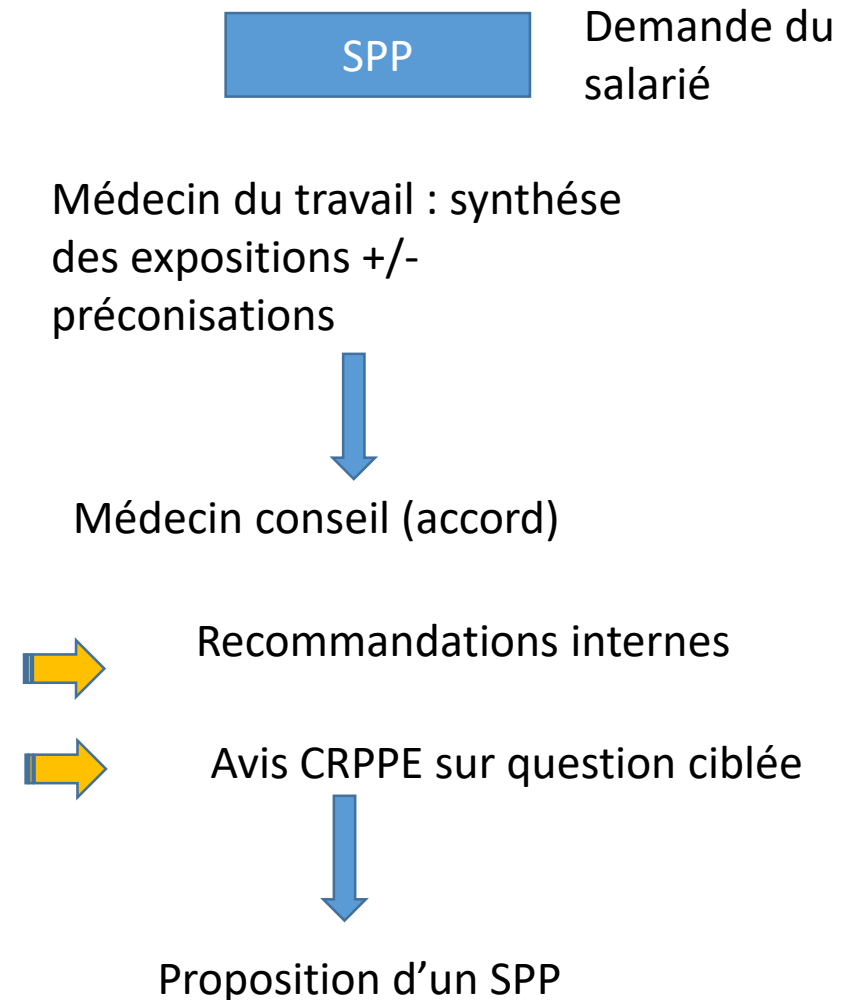 SPP
Demande du
salarié
Médecin du travail : synthése
des expositions +/-
préconisations
Médecin conseil (accord)
Recommandations internes
Avis CRPPE sur question ciblée
Proposition d’un SPP